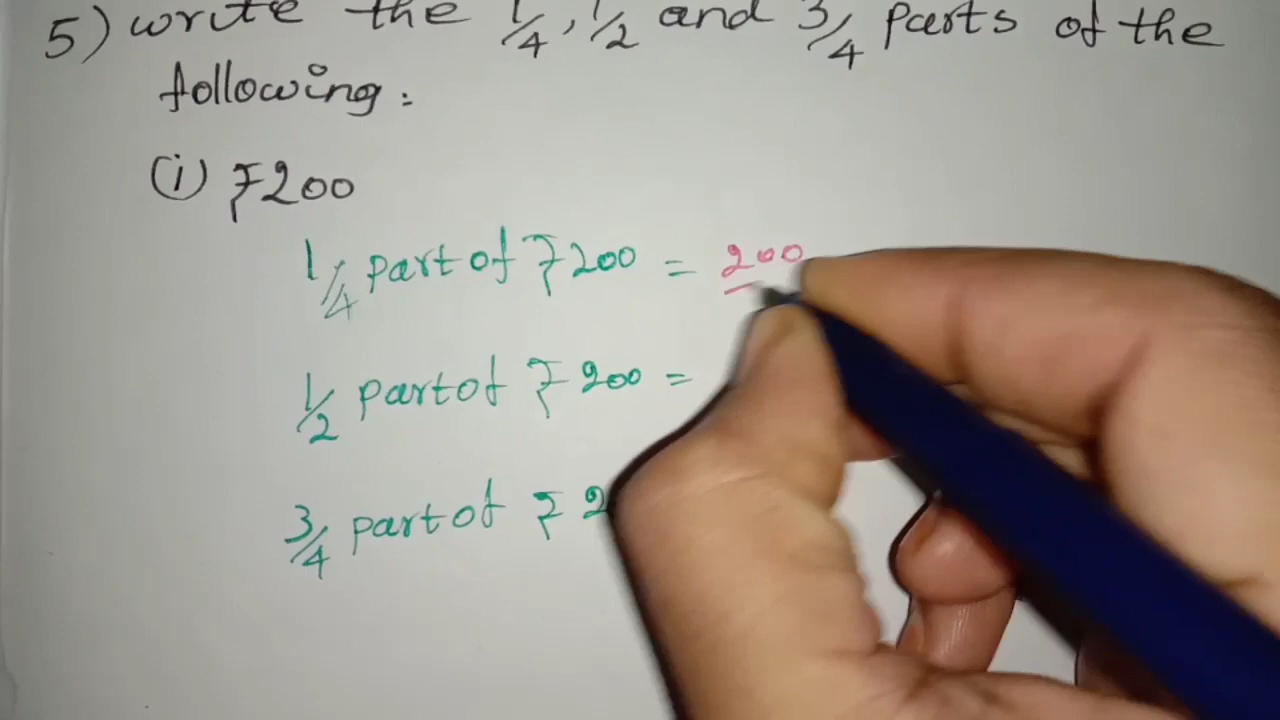 5) write the 1/4, 1/2 and 3/4 parts of the
following:
(i) ₹200
1/4 part of ₹200 = 200
1/2 part of ₹200 =
3/4 part of ₹2